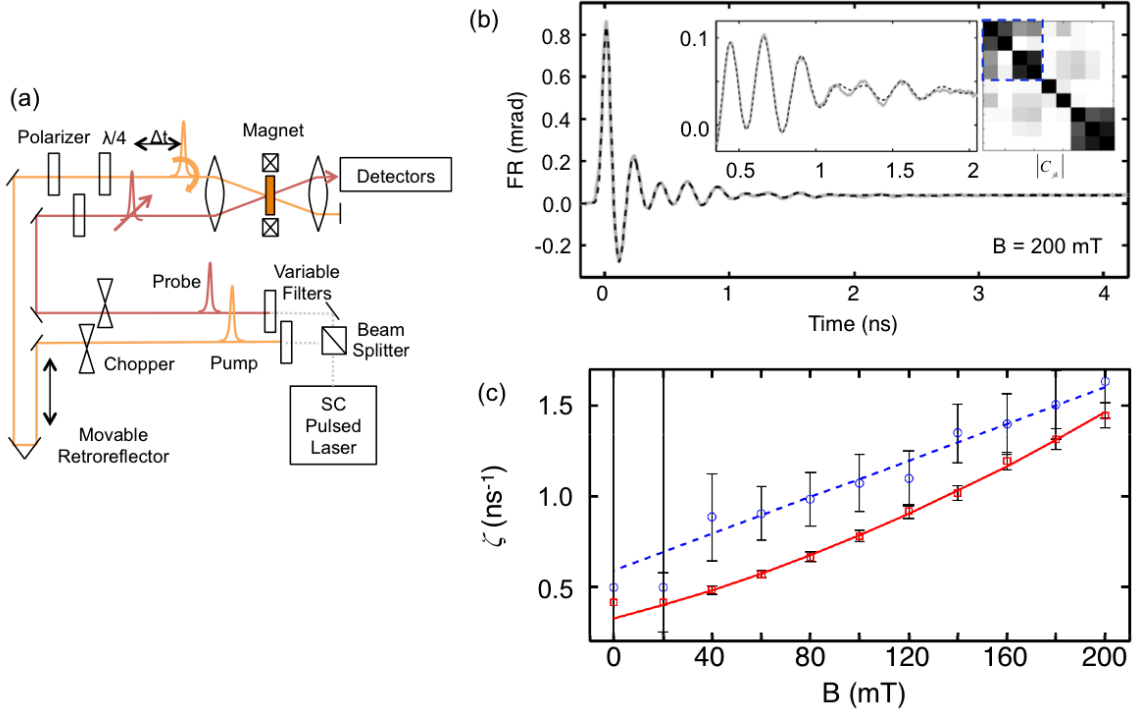 (a)
Polarizer
λ/4
Δt
Magnet
Detectors
Probe
Variable
Filters
Beam
Splitter
Chopper
Pump
SC
Pulsed
Laser
Movable
Retroreflector
(b)
FR (mrad)
0.8
0.6
0.4
0.2
0.0
-0.2
0.1
0.0
0.5
1
1.5
2
|C_jk|
B = 200 mT
0
1
2
3
4
Time (ns)
(c)
ζ (ns⁻¹)
1.5
1.0
0.5
0
40
80
120
160
200
B (mT)